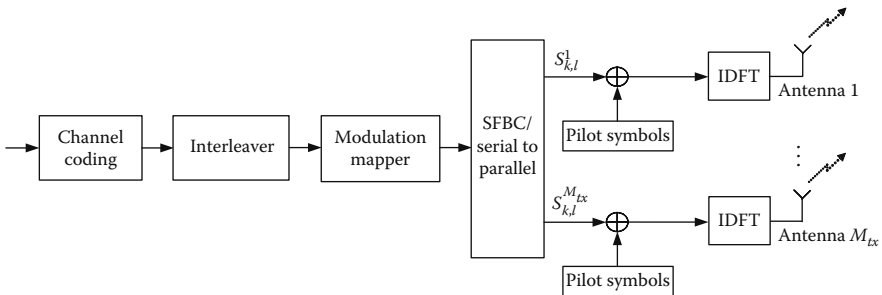 Channel
coding
Interleaver
Modulation
mapper
SFBC/
serial to
parallel
S¹ₖ,ₗ
Pilot symbols
IDFT
Antenna 1
⋮
S^{M_{tx}}_{k,l}
Pilot symbols
IDFT
Antenna M_{tx}